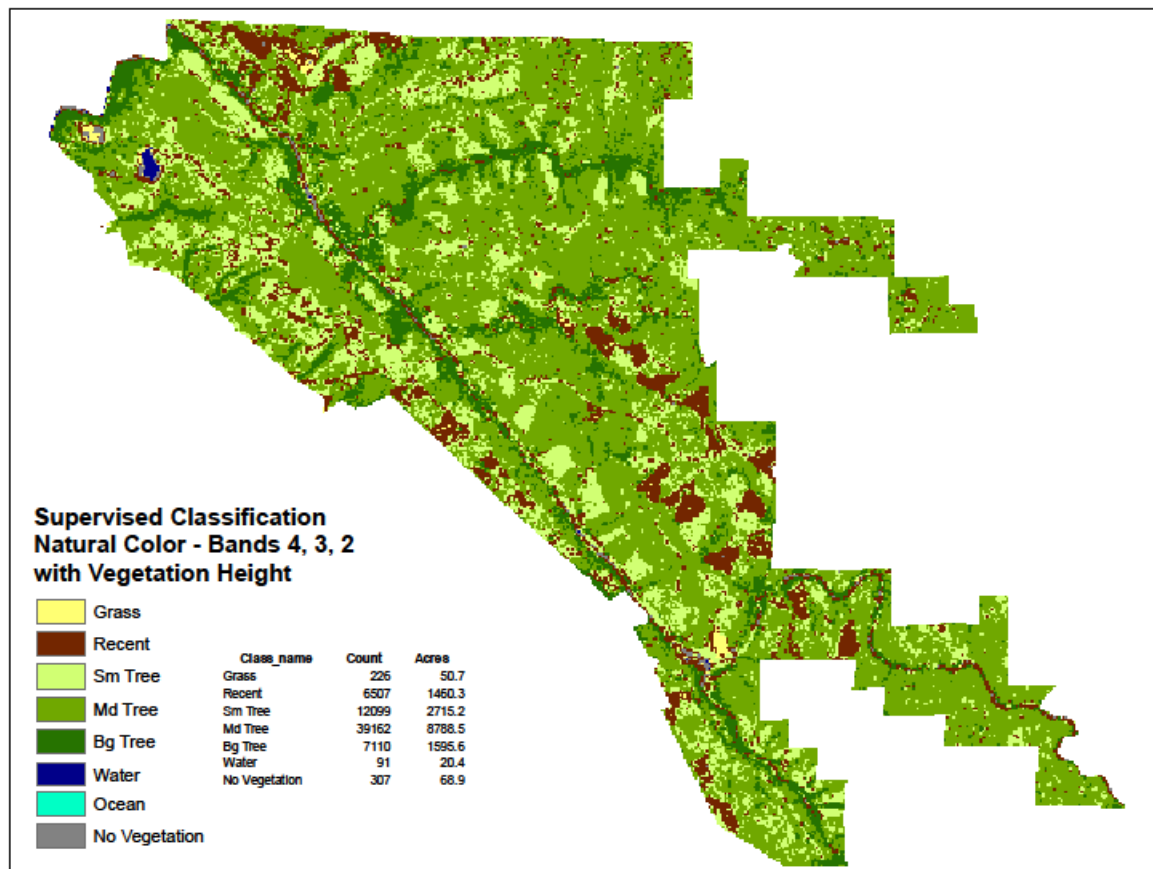 Supervised Classification
Natural Color - Bands 4, 3, 2
with Vegetation Height
Grass
Recent
Sm Tree
Md Tree
Bg Tree
Water
Ocean
No Vegetation
Class_name Count Acres
Grass 226 50.7
Recent 6507 1460.3
Sm Tree 12099 2715.2
Md Tree 39162 8788.5
Bg Tree 7110 1595.6
Water 91 20.4
No Vegetation 307 68.9